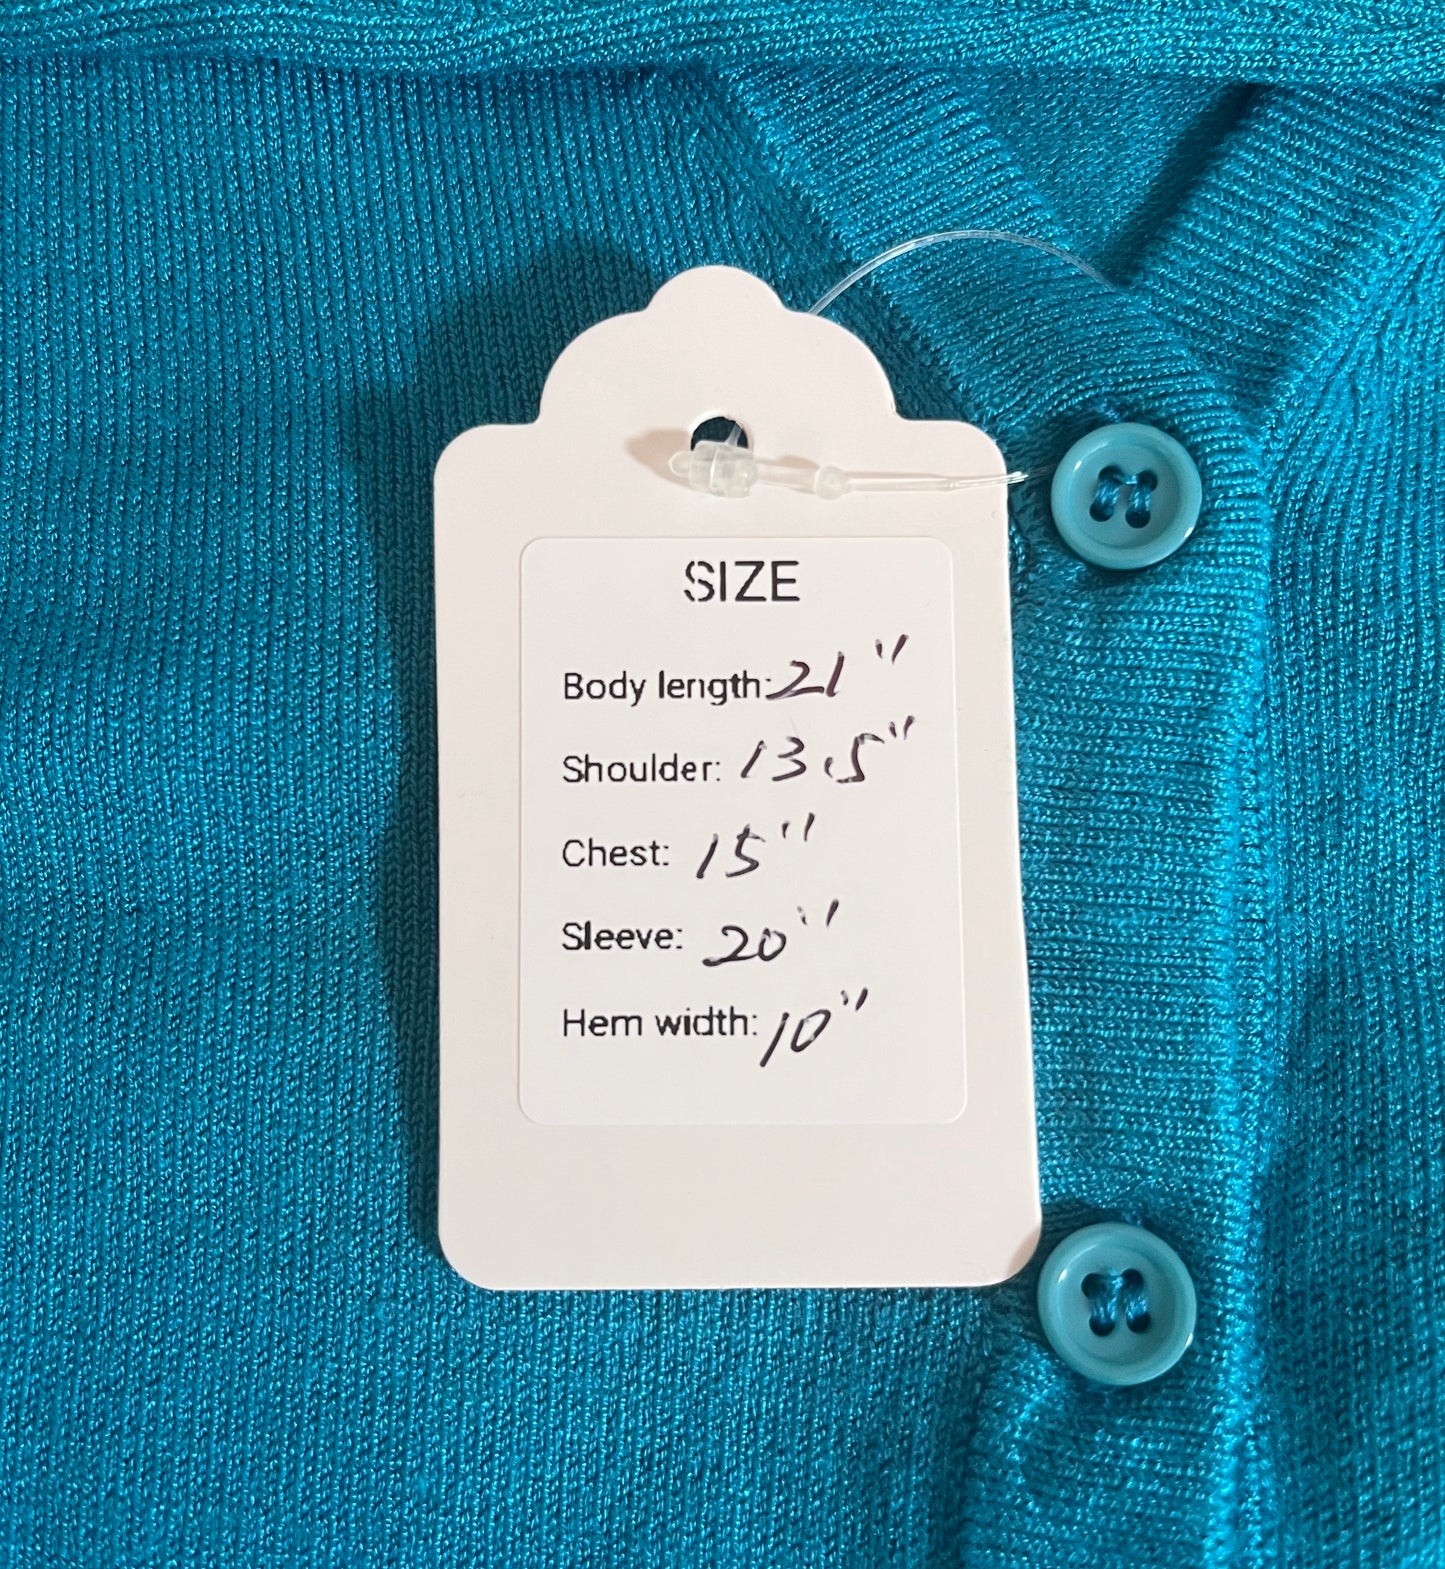 SIZE
Body length: 21"
Shoulder: 13.5"
Chest: 15"
Sleeve: 20"
Hem width: 10"